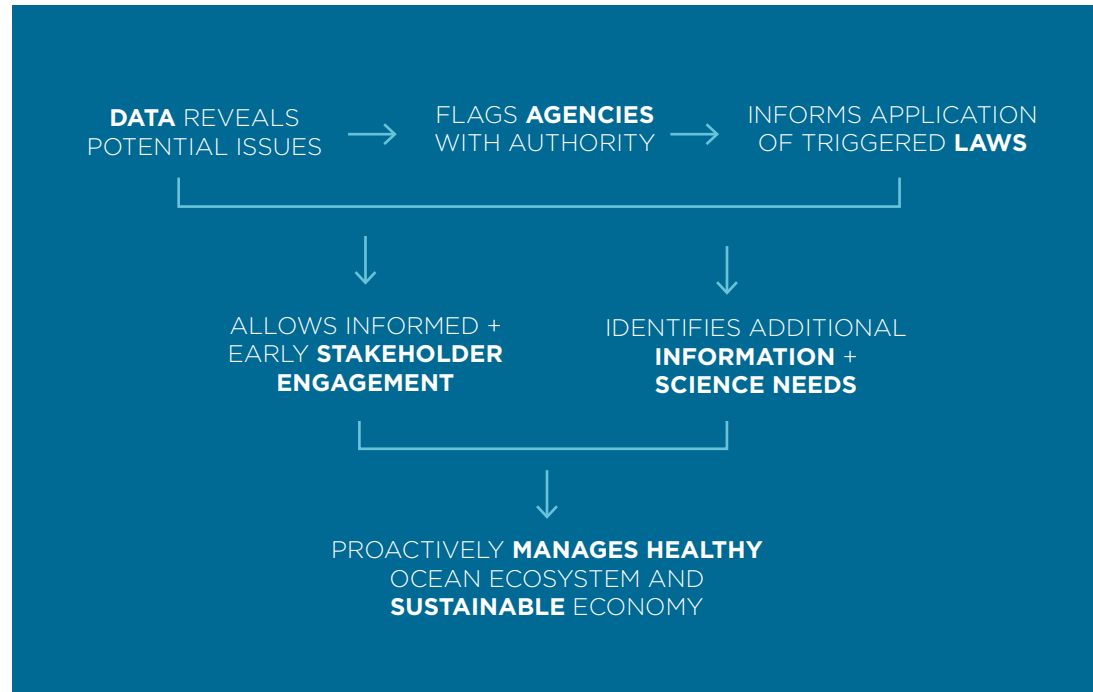 DATA REVEALS
POTENTIAL ISSUES
FLAGS AGENCIES
WITH AUTHORITY
INFORMS APPLICATION
OF TRIGGERED LAWS
ALLOWS INFORMED +
EARLY STAKEHOLDER
ENGAGEMENT
IDENTIFIES ADDITIONAL
INFORMATION +
SCIENCE NEEDS
PROACTIVELY MANAGES HEALTHY
OCEAN ECOSYSTEM AND
SUSTAINABLE ECONOMY